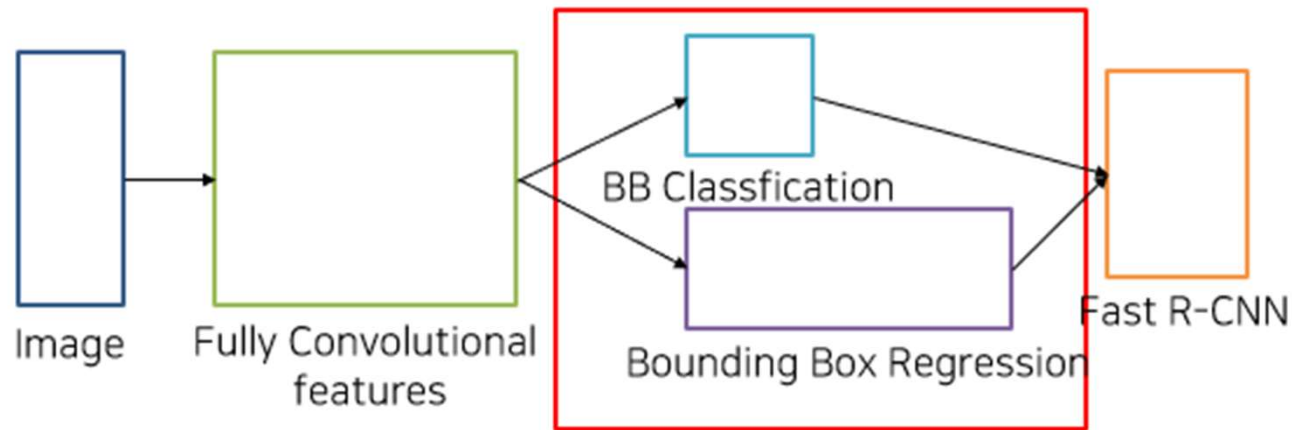 Image
Fully Convolutional
features
BB Classfication
Bounding Box Regression
Fast R-CNN